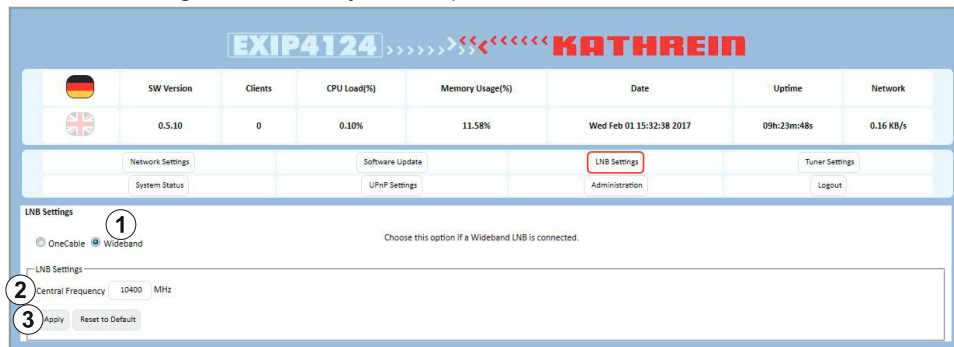 EXIP4124 KATHREIN
SW Version Clients CPU Load(%) Memory Usage(%) Date Uptime Network
0.5.10 0 0.10% 11.58% Wed Feb 01 15:32:38 2017 09h:23m:48s 0.16 KB/s
Network Settings Software Update LNB Settings Tuner Settings
System Status UPnP Settings Administration Logout
LNB Settings
1
OneCable Wideband Choose this option if a Wideband LNB is connected.
LNB Settings
2 Central Frequency 10400 MHz
3 Apply Reset to Default